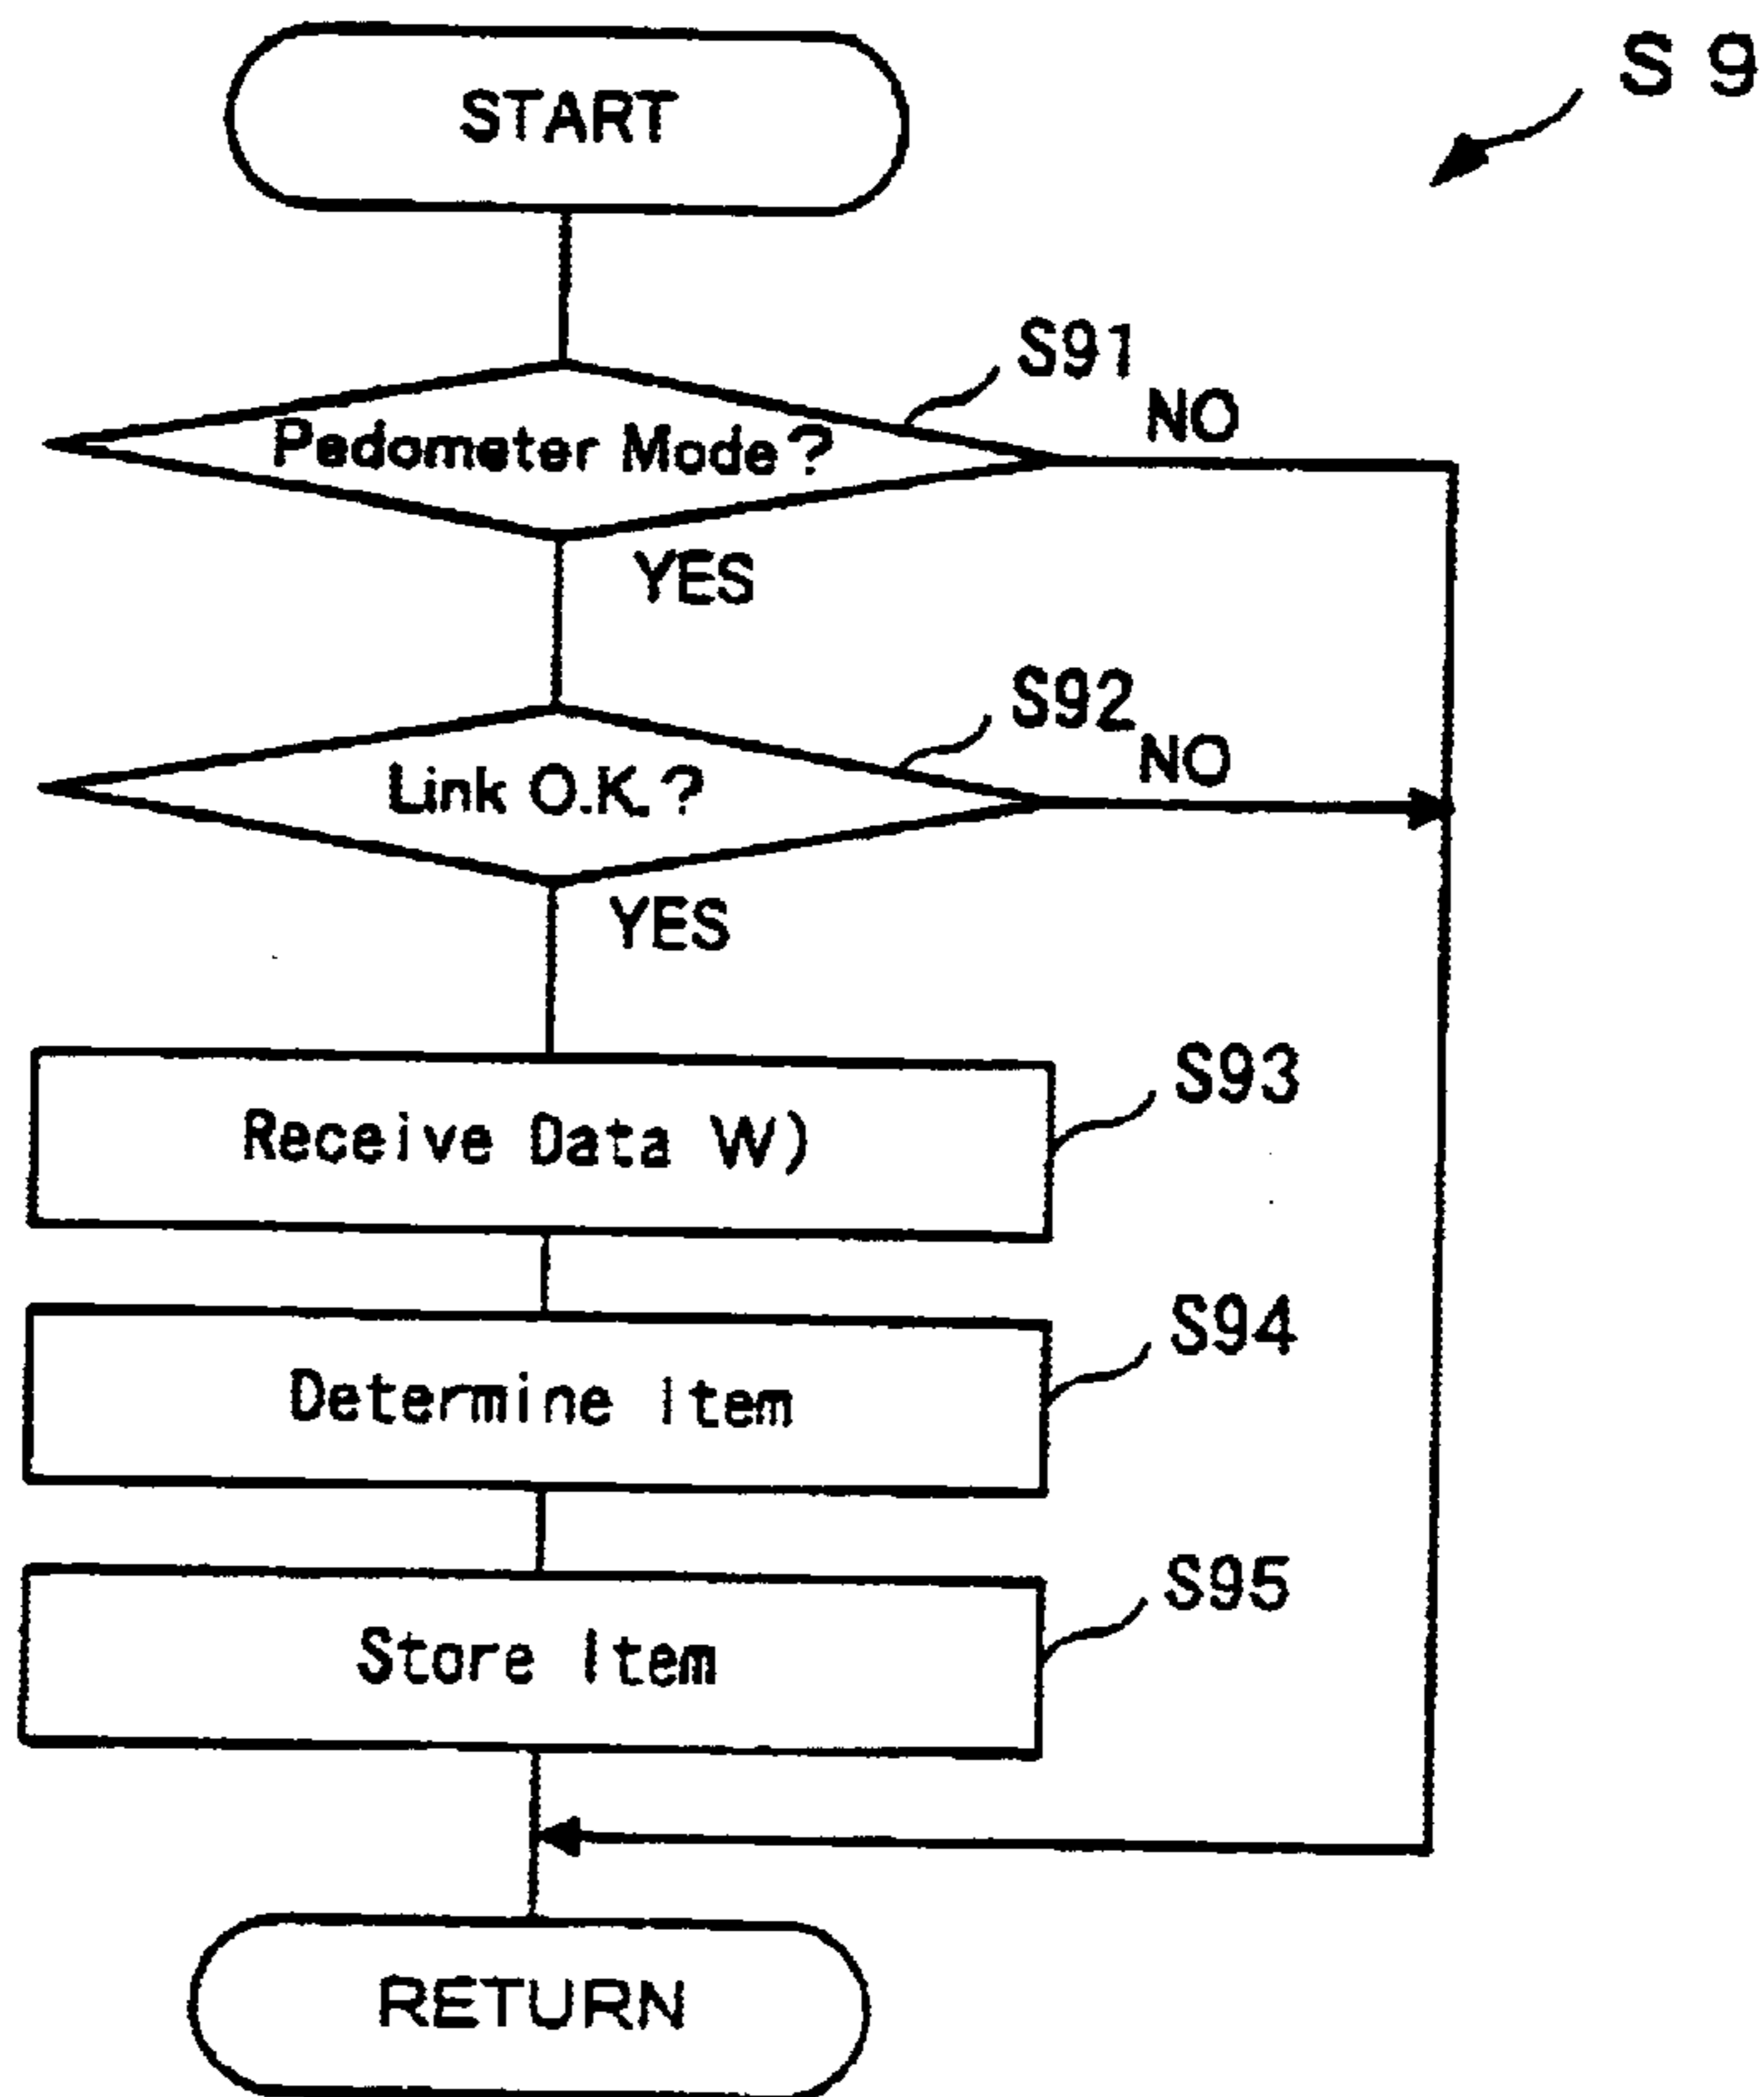 S 9
START
S91
NO
Pedometer Mode?
YES
S92
NO
Link O.K.?
YES
S93
Receive Data W)
S94
Determine Item
S95
Store Item
RETURN